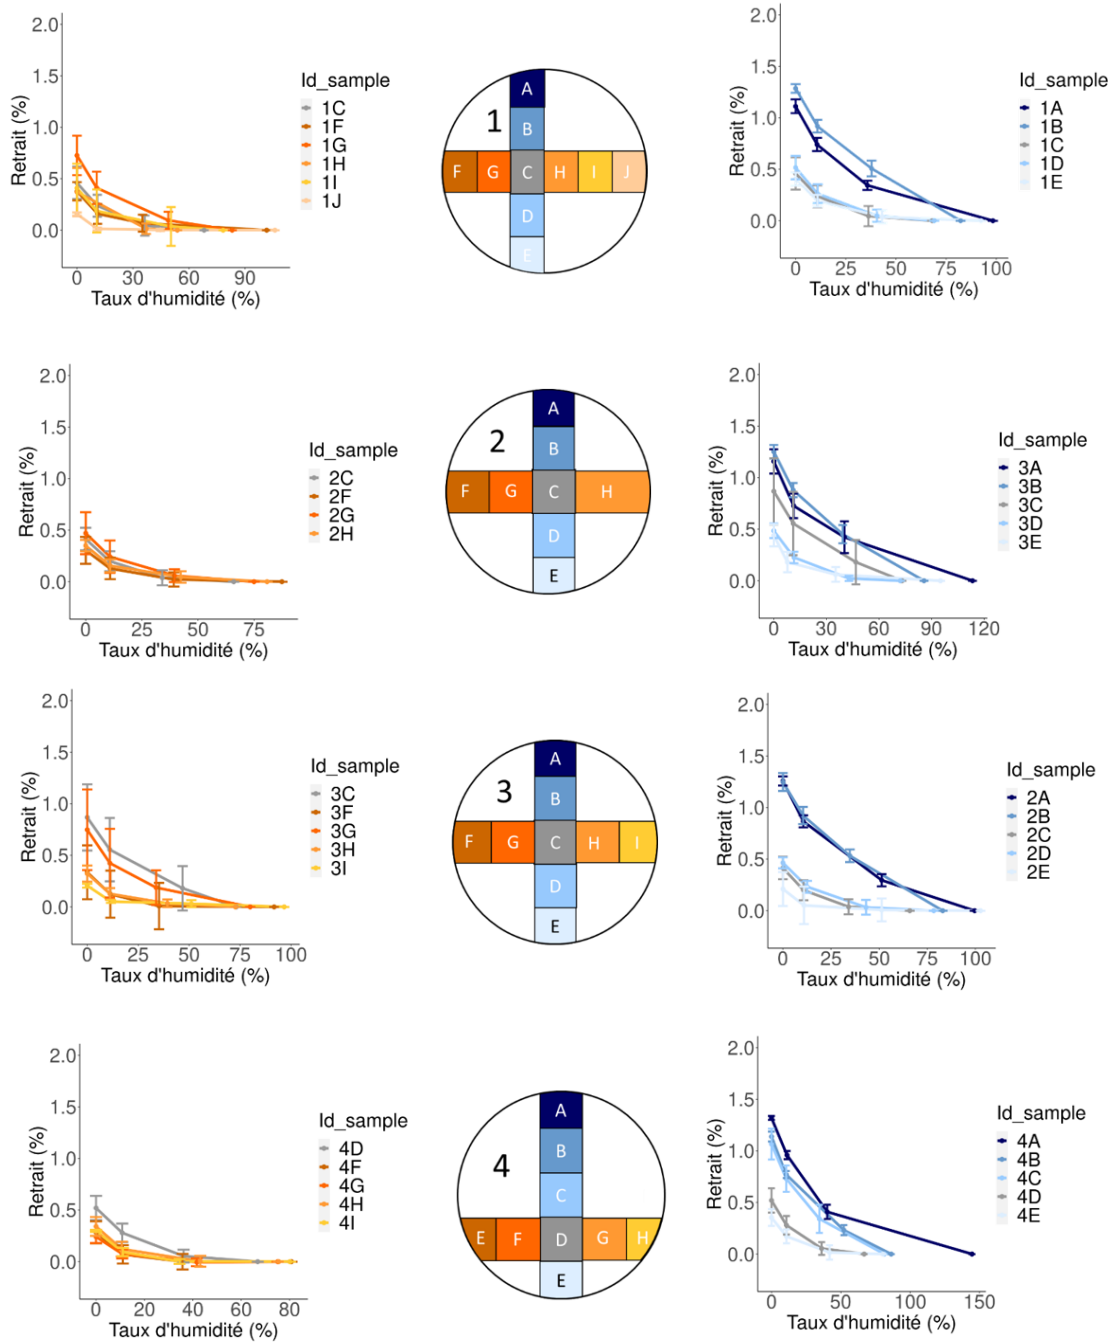 2.0
1.5
1.0
0.5
0.0
Retrait (%)
0 30 60 90
Taux d'humidité (%)
Id_sample
1C
1F
1G
1H
1I
1J
1
A
B
F G C H I J
D
E
2.0
1.5
1.0
0.5
0.0
Retrait (%)
0 25 50 75 100
Taux d'humidité (%)
Id_sample
1A
1B
1C
1D
1E
2.0
1.5
1.0
0.5
0.0
Retrait (%)
0 25 50 75
Taux d'humidité (%)
Id_sample
2C
2F
2G
2H
2
A
B
F G C H
D
E
2.0
1.5
1.0
0.5
0.0
Retrait (%)
0 30 60 90 120
Taux d'humidité (%)
Id_sample
3A
3B
3C
3D
3E
2.0
1.5
1.0
0.5
0.0
Retrait (%)
0 25 50 75 100
Taux d'humidité (%)
Id_sample
3C
3F
3G
3H
3I
3
A
B
F G C H I
D
E
2.0
1.5
1.0
0.5
0.0
Retrait (%)
0 25 50 75 100
Taux d'humidité (%)
Id_sample
2A
2B
2C
2D
2E
2.0
1.5
1.0
0.5
0.0
Retrait (%)
0 20 40 60 80
Taux d'humidité (%)
Id_sample
4D
4F
4G
4H
4I
4
A
B
C
E F D G H
E
2.0
1.5
1.0
0.5
0.0
Retrait (%)
0 50 100 150
Taux d'humidité (%)
Id_sample
4A
4B
4C
4D
4E